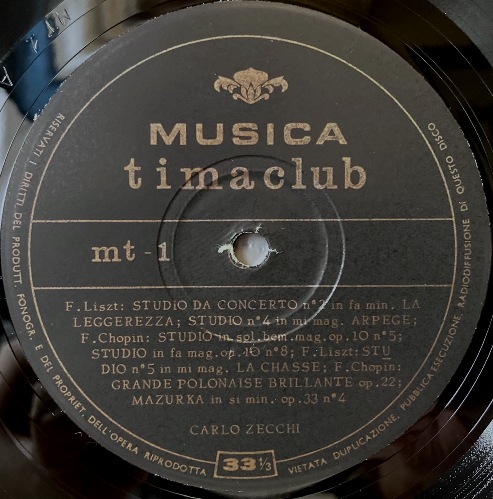 MUSICA
timaclub
mt-1
F. Liszt: STUDiO DA CONCERTO n°2 in fa min. LA
LEGGEREZZA; STUDiO n°4 in mi mag. ARPEGE;
F. Chopin: STUDIO in sol bem. mag. op. 10 n°5;
STUDIO in fa mag. op. 10 n°8; F. Liszt: STU
DIO n°5 in mi mag. LA CHASSE; F. Chopin:
GRANDE POLONAISE BRILLANTE op. 22;
MAZURKA in si min. op. 33 n°4
CARLO ZECCHI
33 1/3
RISERVATI I DIRITTI DEL PRODUTT. FONOGR. E DEL PROPRIET. DELL'OPERA RIPRODOTTA
VIETATA DUPLICAZIONE, PUBBLICA ESECUZIONE, RADIODIFFUSIONE DI QUESTO DISCO